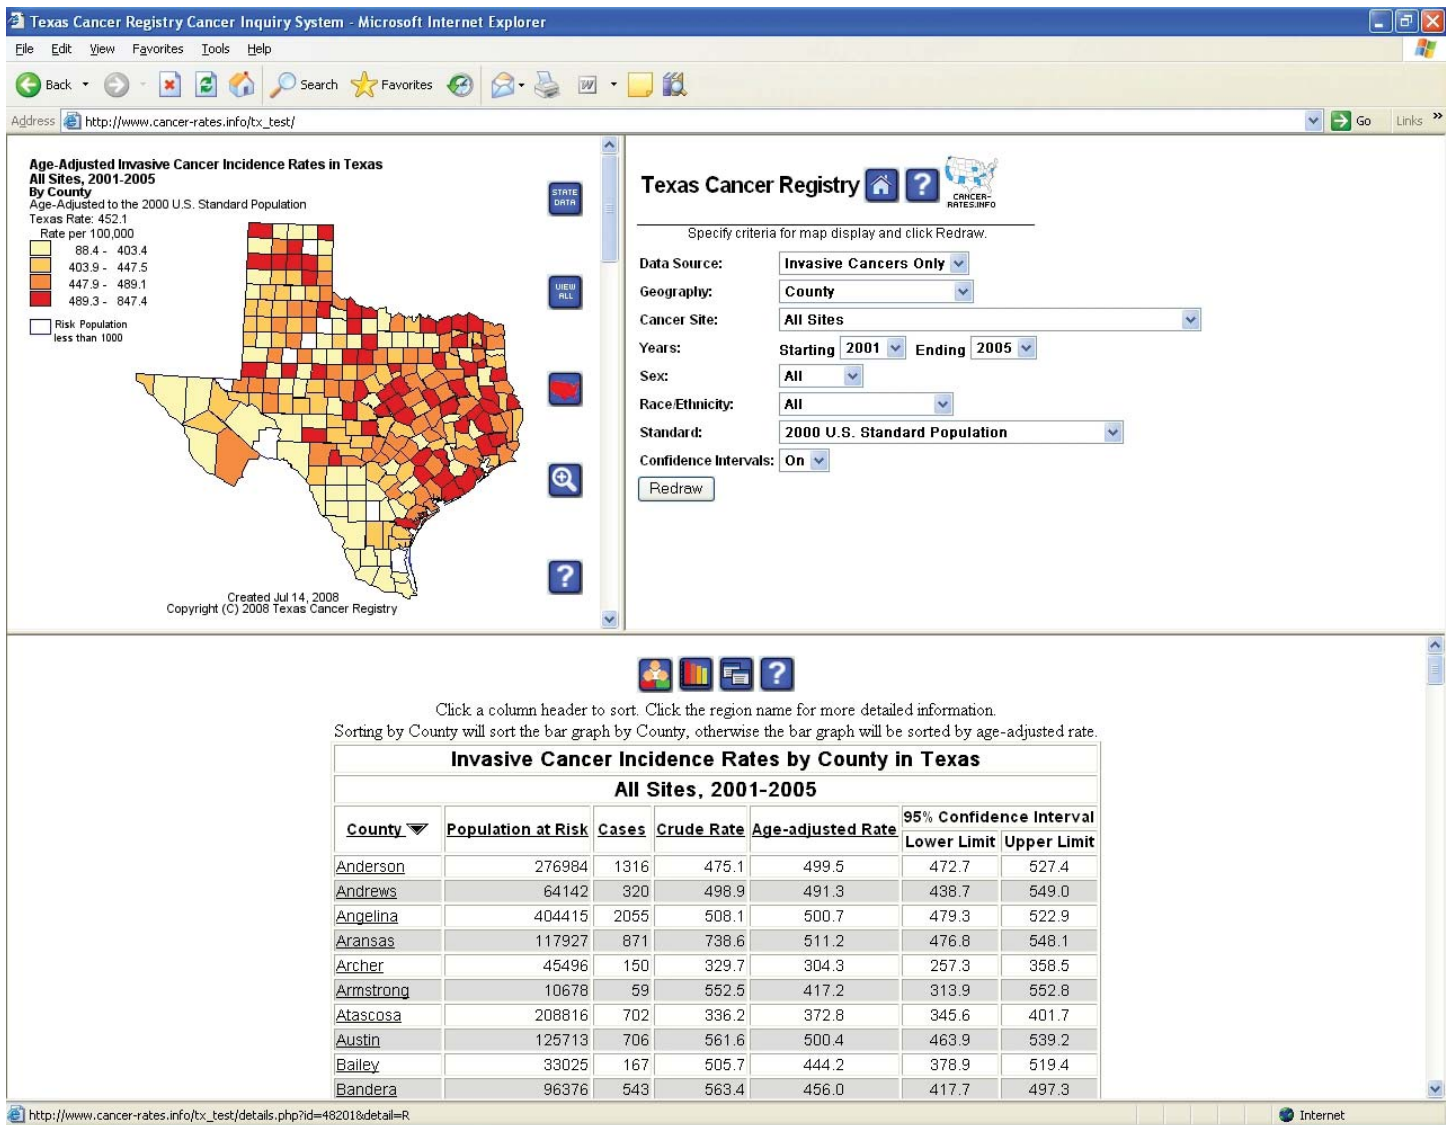 Texas Cancer Registry Cancer Inquiry System - Microsoft Internet Explorer
File Edit View Favorites Tools Help
Back Search Favorites
Address http://www.cancer-rates.info/tx_test/ Go Links »
Age-Adjusted Invasive Cancer Incidence Rates in Texas
All Sites, 2001-2005
By County
Age-Adjusted to the 2000 U.S. Standard Population
Texas Rate: 452.1
Rate per 100,000
88.4 - 403.4
403.9 - 447.5
447.9 - 489.1
489.3 - 847.4
Risk Population
less than 1000
Created Jul 14, 2008
Copyright (C) 2008 Texas Cancer Registry
STATE
DATA
VIEW
ALL
?
Texas Cancer Registry ?
CANCER-
RATES.INFO
Specify criteria for map display and click Redraw.
Data Source: Invasive Cancers Only
Geography: County
Cancer Site: All Sites
Years: Starting 2001 Ending 2005
Sex: All
Race/Ethnicity: All
Standard: 2000 U.S. Standard Population
Confidence Intervals: On
Redraw
?
Click a column header to sort. Click the region name for more detailed information.
Sorting by County will sort the bar graph by County, otherwise the bar graph will be sorted by age-adjusted rate.
Invasive Cancer Incidence Rates by County in Texas
All Sites, 2001-2005
County Population at Risk Cases Crude Rate Age-adjusted Rate 95% Confidence Interval
Lower Limit Upper Limit
Anderson 276984 1316 475.1 499.5 472.7 527.4
Andrews 64142 320 498.9 491.3 438.7 549.0
Angelina 404415 2055 508.1 500.7 479.3 522.9
Aransas 117927 871 738.6 511.2 476.8 548.1
Archer 45496 150 329.7 304.3 257.3 358.5
Armstrong 10678 59 552.5 417.2 313.9 552.8
Atascosa 208816 702 336.2 372.8 345.6 401.7
Austin 125713 706 561.6 500.4 463.9 539.2
Bailey 33025 167 505.7 444.2 378.9 519.4
Bandera 96376 543 563.4 456.0 417.7 497.3
http://www.cancer-rates.info/tx_test/details.php?id=48201&detail=R Internet